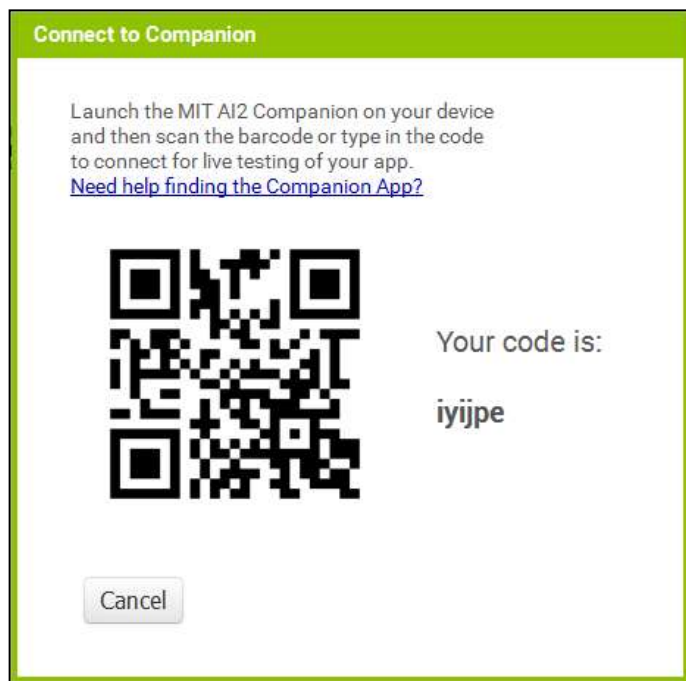 Connect to Companion
Launch the MIT AI2 Companion on your device
and then scan the barcode or type in the code
to connect for live testing of your app.
Need help finding the Companion App?
Your code is:
iyijpe
Cancel